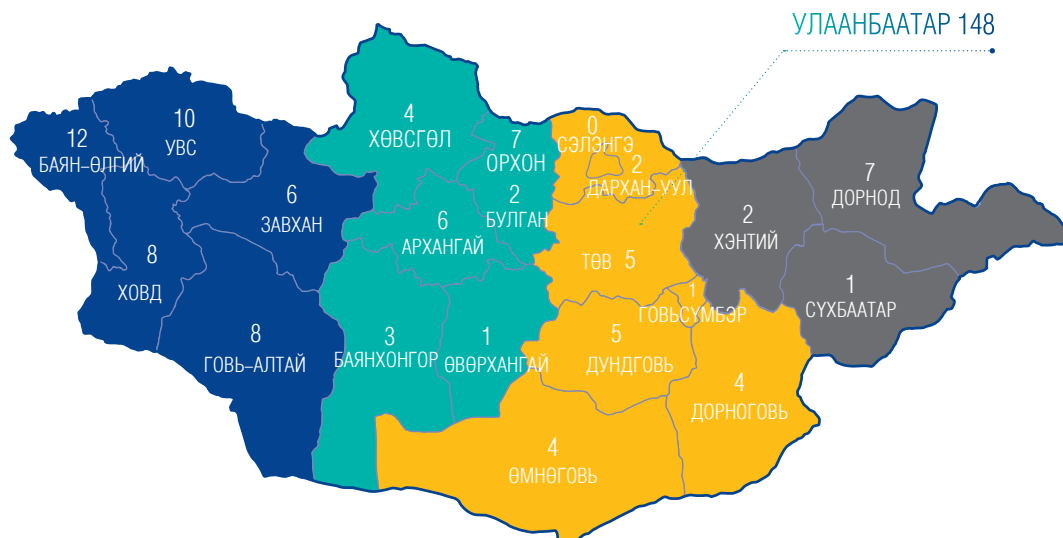 УЛААНБААТАР 148
12
БАЯН-ӨЛГИЙ
10
УВС
6
ЗАВХАН
8
ХОВД
8
ГОВЬ-АЛТАЙ
4
ХӨВСГӨЛ
7
ОРХОН
2
БУЛГАН
6
АРХАНГАЙ
3
БАЯНХОНГОР
1
ӨВӨРХАНГАЙ
0
СЭЛЭНГЭ
2
ДАРХАН-УУЛ
ТӨВ 5
1
ГОВЬСҮМБЭР
5
ДУНДГОВЬ
4
ДОРНОГОВЬ
4
ӨМНӨГОВЬ
2
ХЭНТИЙ
7
ДОРНОД
1
СҮХБААТАР